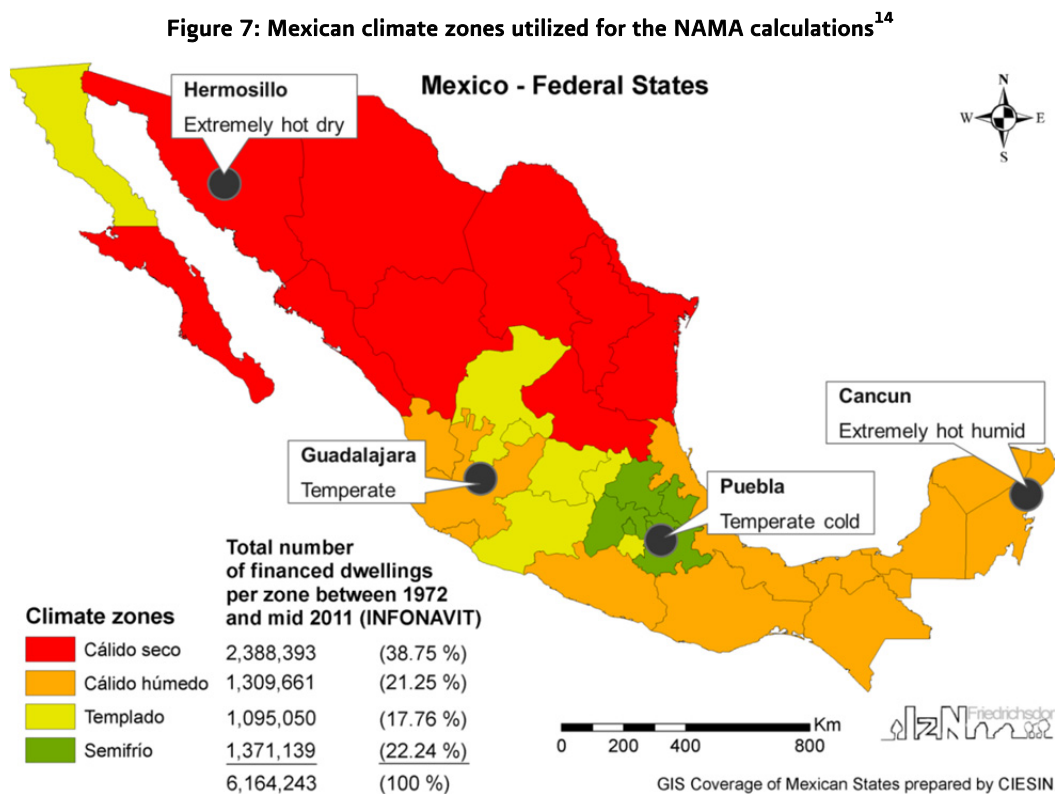 Figure 7: Mexican climate zones utilized for the NAMA calculations14
Mexico - Federal States
Hermosillo
Extremely hot dry
N
W
E
S
Cancun
Extremely hot humid
Guadalajara
Temperate
Puebla
Temperate cold
Total number
of financed dwellings
per zone between 1972
and mid 2011 (INFONAVIT)
Climate zones
Cálido seco 2,388,393 (38.75 %)
Cálido húmedo 1,309,661 (21.25 %)
Templado 1,095,050 (17.76 %)
Semifrío 1,371,139 (22.24 %)
6,164,243 (100 %)
Km
0 200 400 800
IzN Friedrichsdorf
GIS Coverage of Mexican States prepared by CIESIN